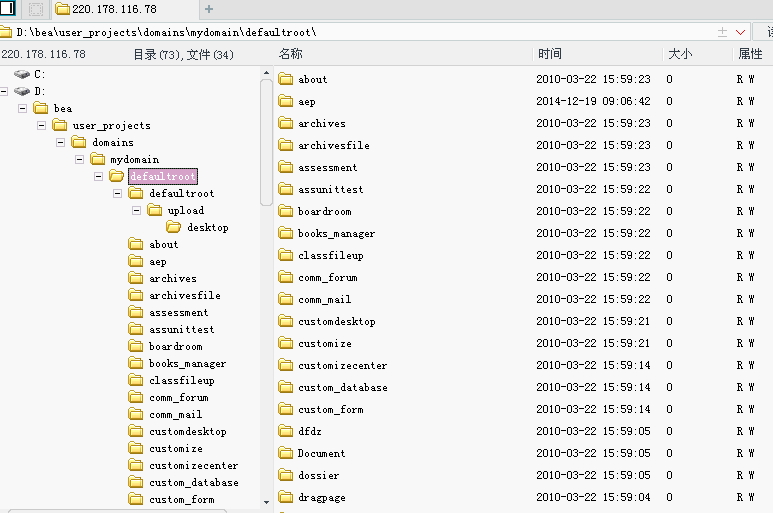 220.178.116.78
D:\bea\user_projects\domains\mydomain\defaultroot\
220.178.116.78 目录(73),文件(34) 名称 时间 大小 属性
C:
D:
bea
user_projects
domains
mydomain
defaultroot
defaultroot
upload
desktop
about
aep
archives
archivesfile
assessment
assunittest
boardroom
books_manager
classfileup
comm_forum
comm_mail
customdesktop
customize
customizecenter
custom_database
custom_form
about 2010-03-22 15:59:23 0 R W
aep 2014-12-19 09:06:42 0 R W
archives 2010-03-22 15:59:23 0 R W
archivesfile 2010-03-22 15:59:23 0 R W
assessment 2010-03-22 15:59:23 0 R W
assunittest 2010-03-22 15:59:22 0 R W
boardroom 2010-03-22 15:59:22 0 R W
books_manager 2010-03-22 15:59:22 0 R W
classfileup 2010-03-22 15:59:22 0 R W
comm_forum 2010-03-22 15:59:22 0 R W
comm_mail 2010-03-22 15:59:22 0 R W
customdesktop 2010-03-22 15:59:21 0 R W
customize 2010-03-22 15:59:21 0 R W
customizecenter 2010-03-22 15:59:14 0 R W
custom_database 2010-03-22 15:59:14 0 R W
custom_form 2010-03-22 15:59:14 0 R W
dfdz 2010-03-22 15:59:05 0 R W
Document 2010-03-22 15:59:05 0 R W
dossier 2010-03-22 15:59:05 0 R W
dragpage 2010-03-22 15:59:04 0 R W